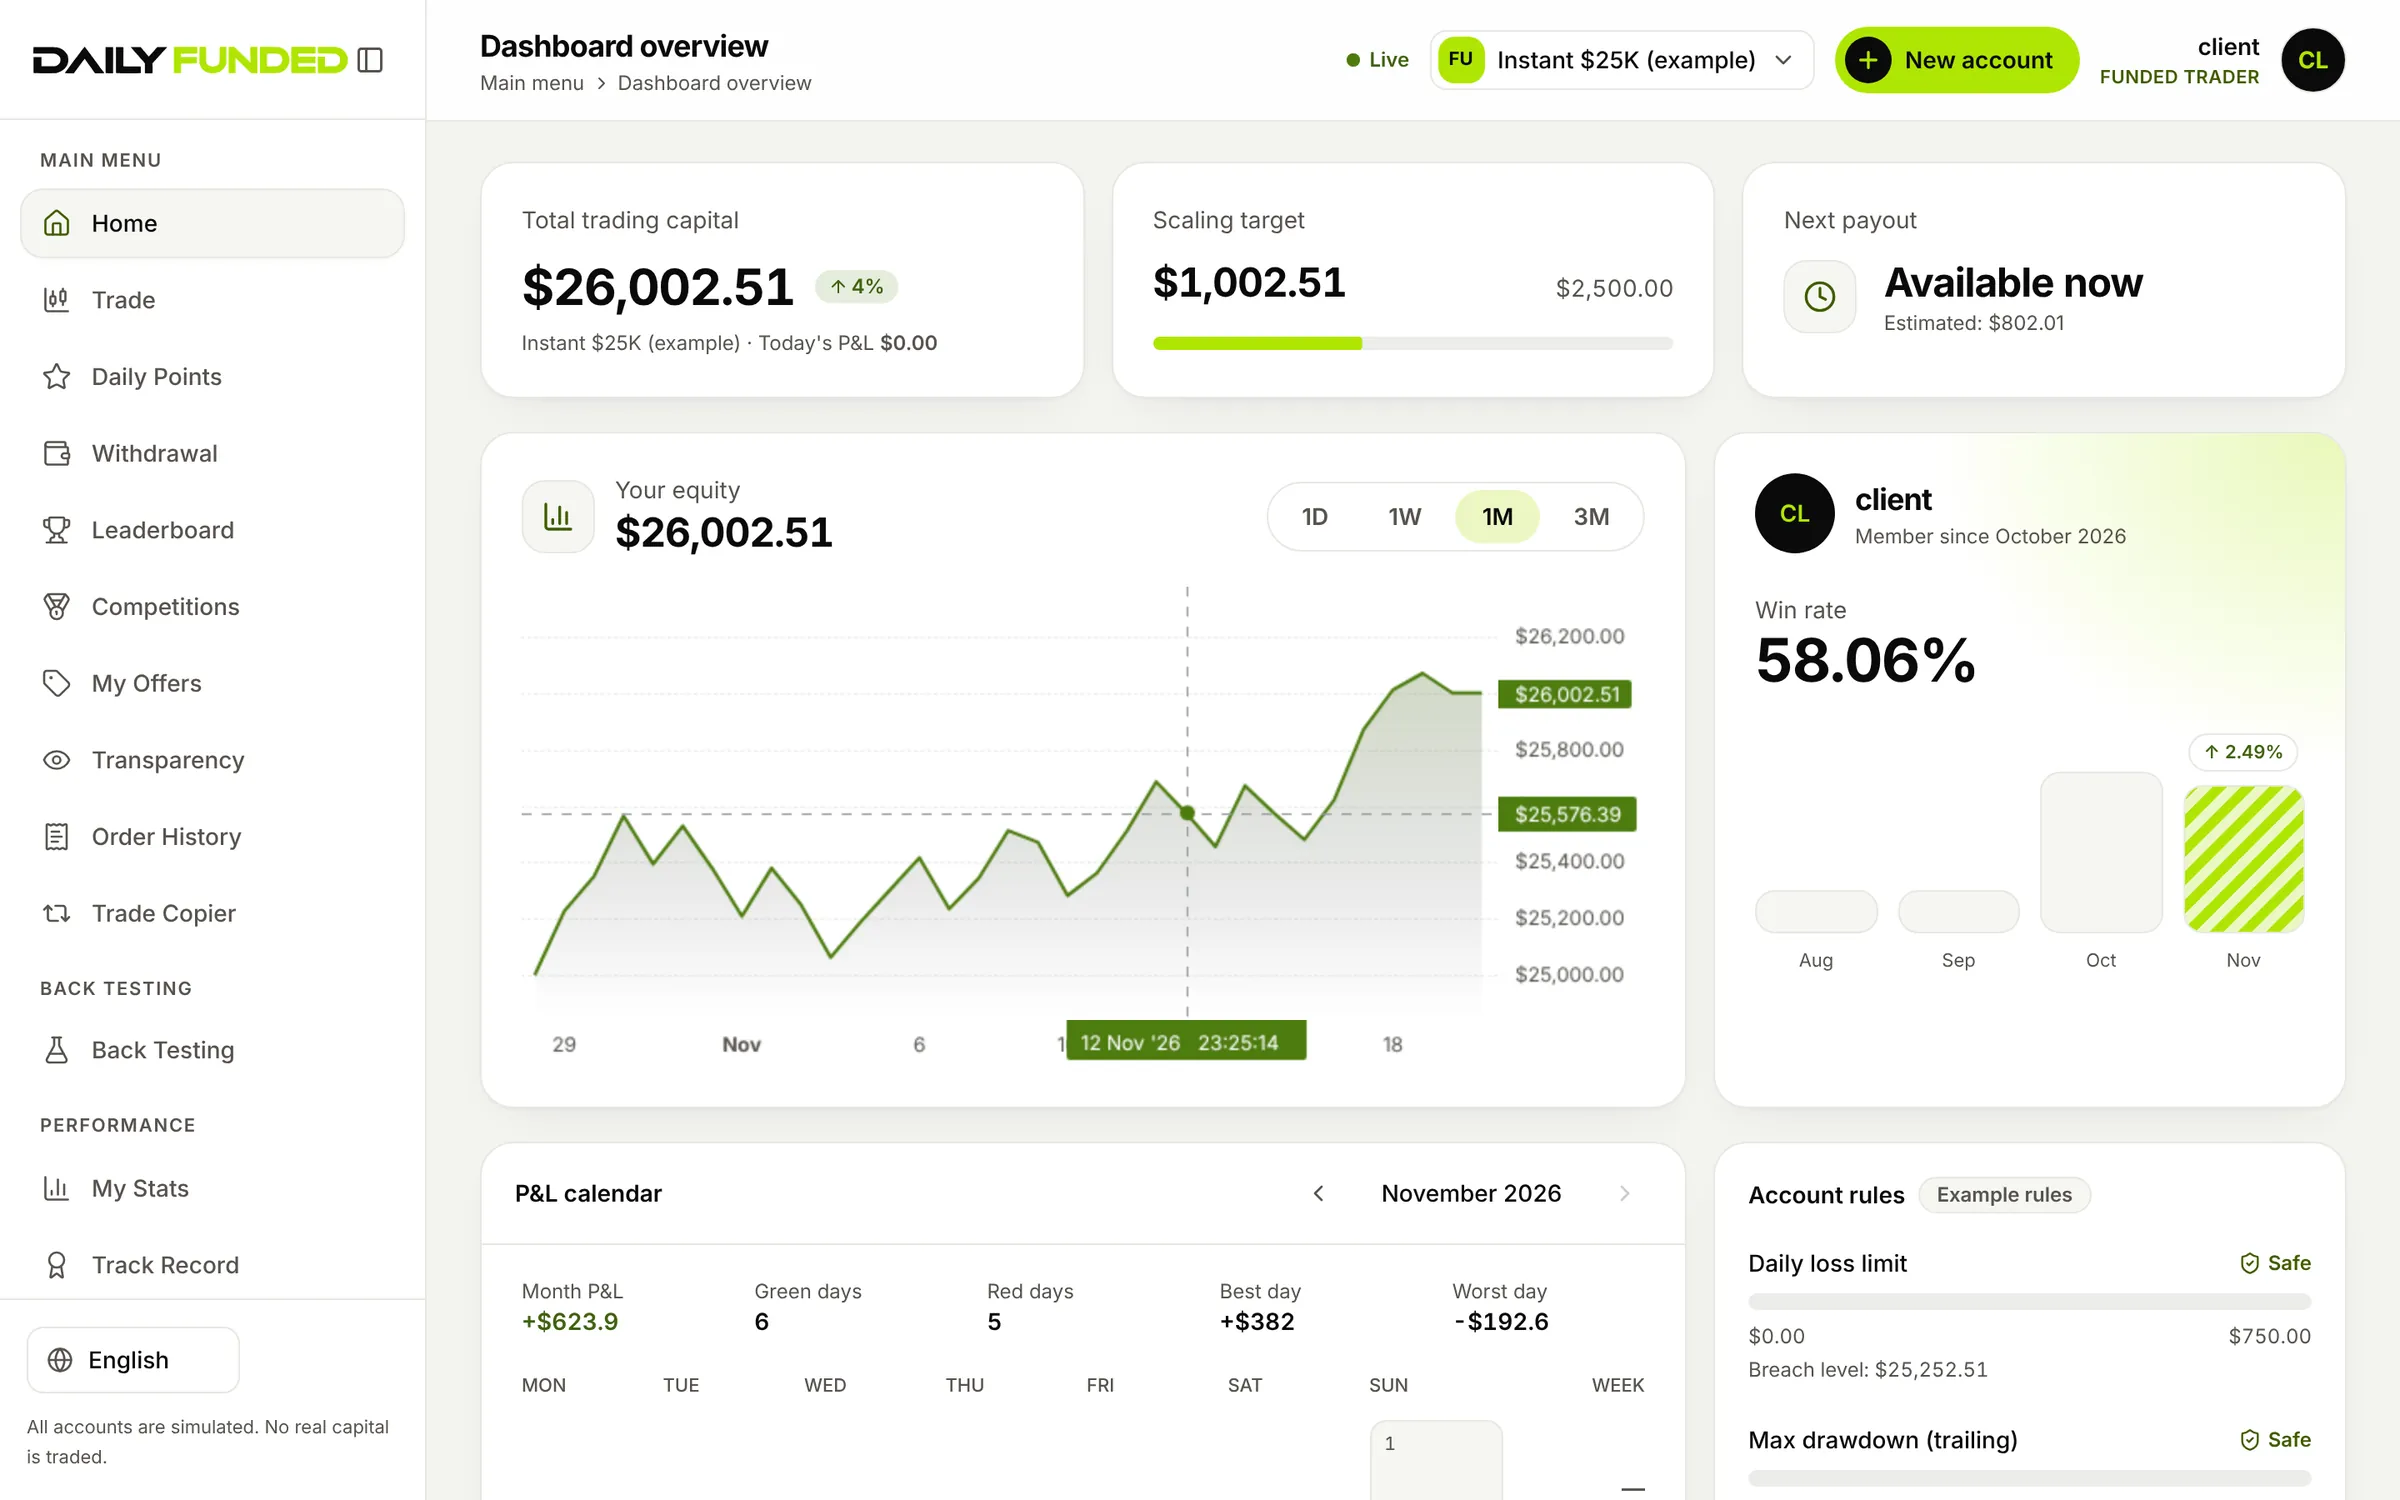 DAILY FUNDED
MAIN MENU
Home
Trade
Daily Points
Withdrawal
Leaderboard
Competitions
My Offers
Transparency
Order History
Trade Copier
BACK TESTING
Back Testing
PERFORMANCE
My Stats
Track Record
English
All accounts are simulated. No real capital
is traded.
Dashboard overview
Main menu > Dashboard overview
Live
FU Instant $25K (example)
+ New account
client
FUNDED TRADER
CL
Total trading capital
$26,002.51 ↑ 4%
Instant $25K (example) · Today's P&L $0.00
Scaling target
$1,002.51 $2,500.00
Next payout
Available now
Estimated: $802.01
Your equity
$26,002.51
1D 1W 1M 3M
$26,200.00
$26,002.51
$25,800.00
$25,576.39
$25,400.00
$25,200.00
$25,000.00
29 Nov 6 12 Nov '26 23:25:14 18
CL
client
Member since October 2026
Win rate
58.06%
↑ 2.49%
Aug Sep Oct Nov
P&L calendar
November 2026
Month P&L Green days Red days Best day Worst day
+$623.9 6 5 +$382 -$192.6
MON TUE WED THU FRI SAT SUN WEEK
1
—
Account rules Example rules
Daily loss limit Safe
$0.00 $750.00
Breach level: $25,252.51
Max drawdown (trailing) Safe